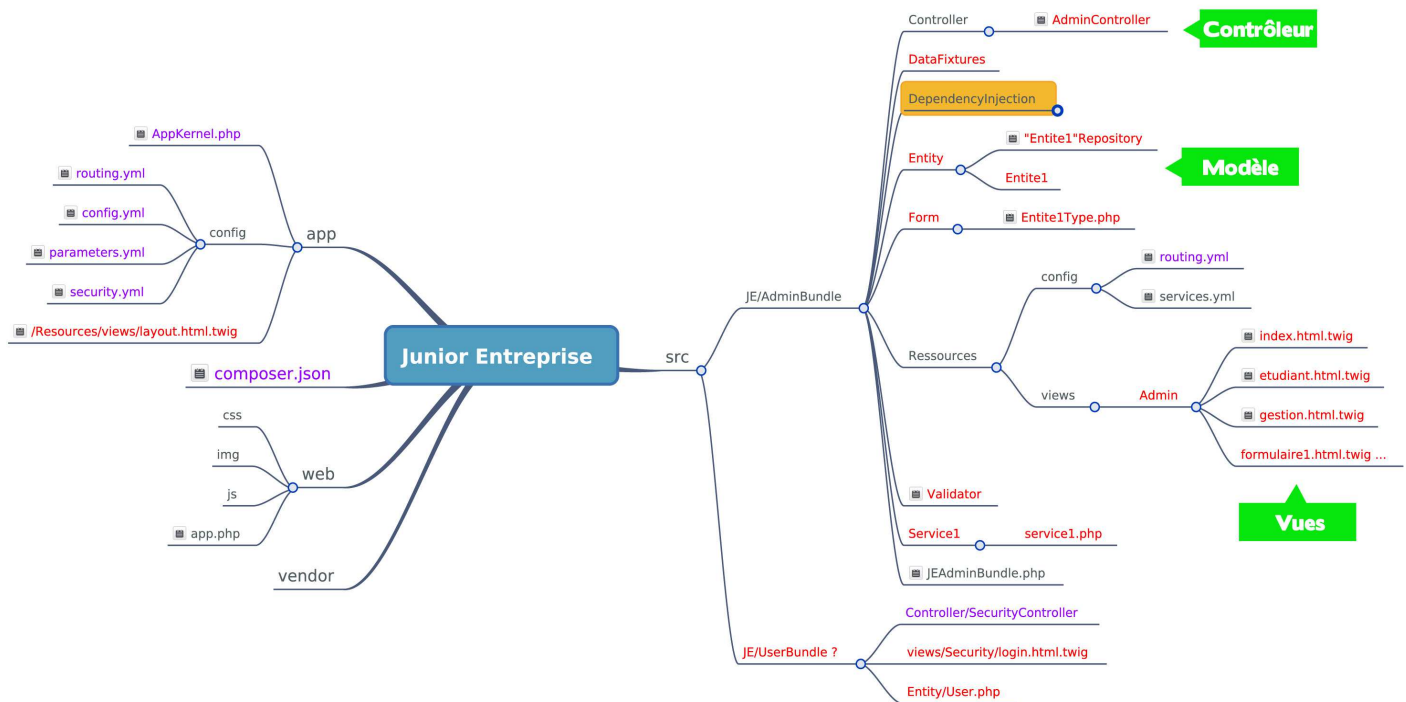 Junior Entreprise
app
AppKernel.php
config
routing.yml
config.yml
parameters.yml
security.yml
/Resources/views/layout.html.twig
composer.json
web
css
img
js
app.php
vendor
src
JE/AdminBundle
Controller
AdminController
Contrôleur
DataFixtures
DependencyInjection
Entity
"Entite1"Repository
Entite1
Modèle
Form
Entite1Type.php
Ressources
config
routing.yml
services.yml
views
Admin
index.html.twig
etudiant.html.twig
gestion.html.twig
formulaire1.html.twig ...
Vues
Validator
Service1
service1.php
JEAdminBundle.php
JE/UserBundle ?
Controller/SecurityController
views/Security/login.html.twig
Entity/User.php